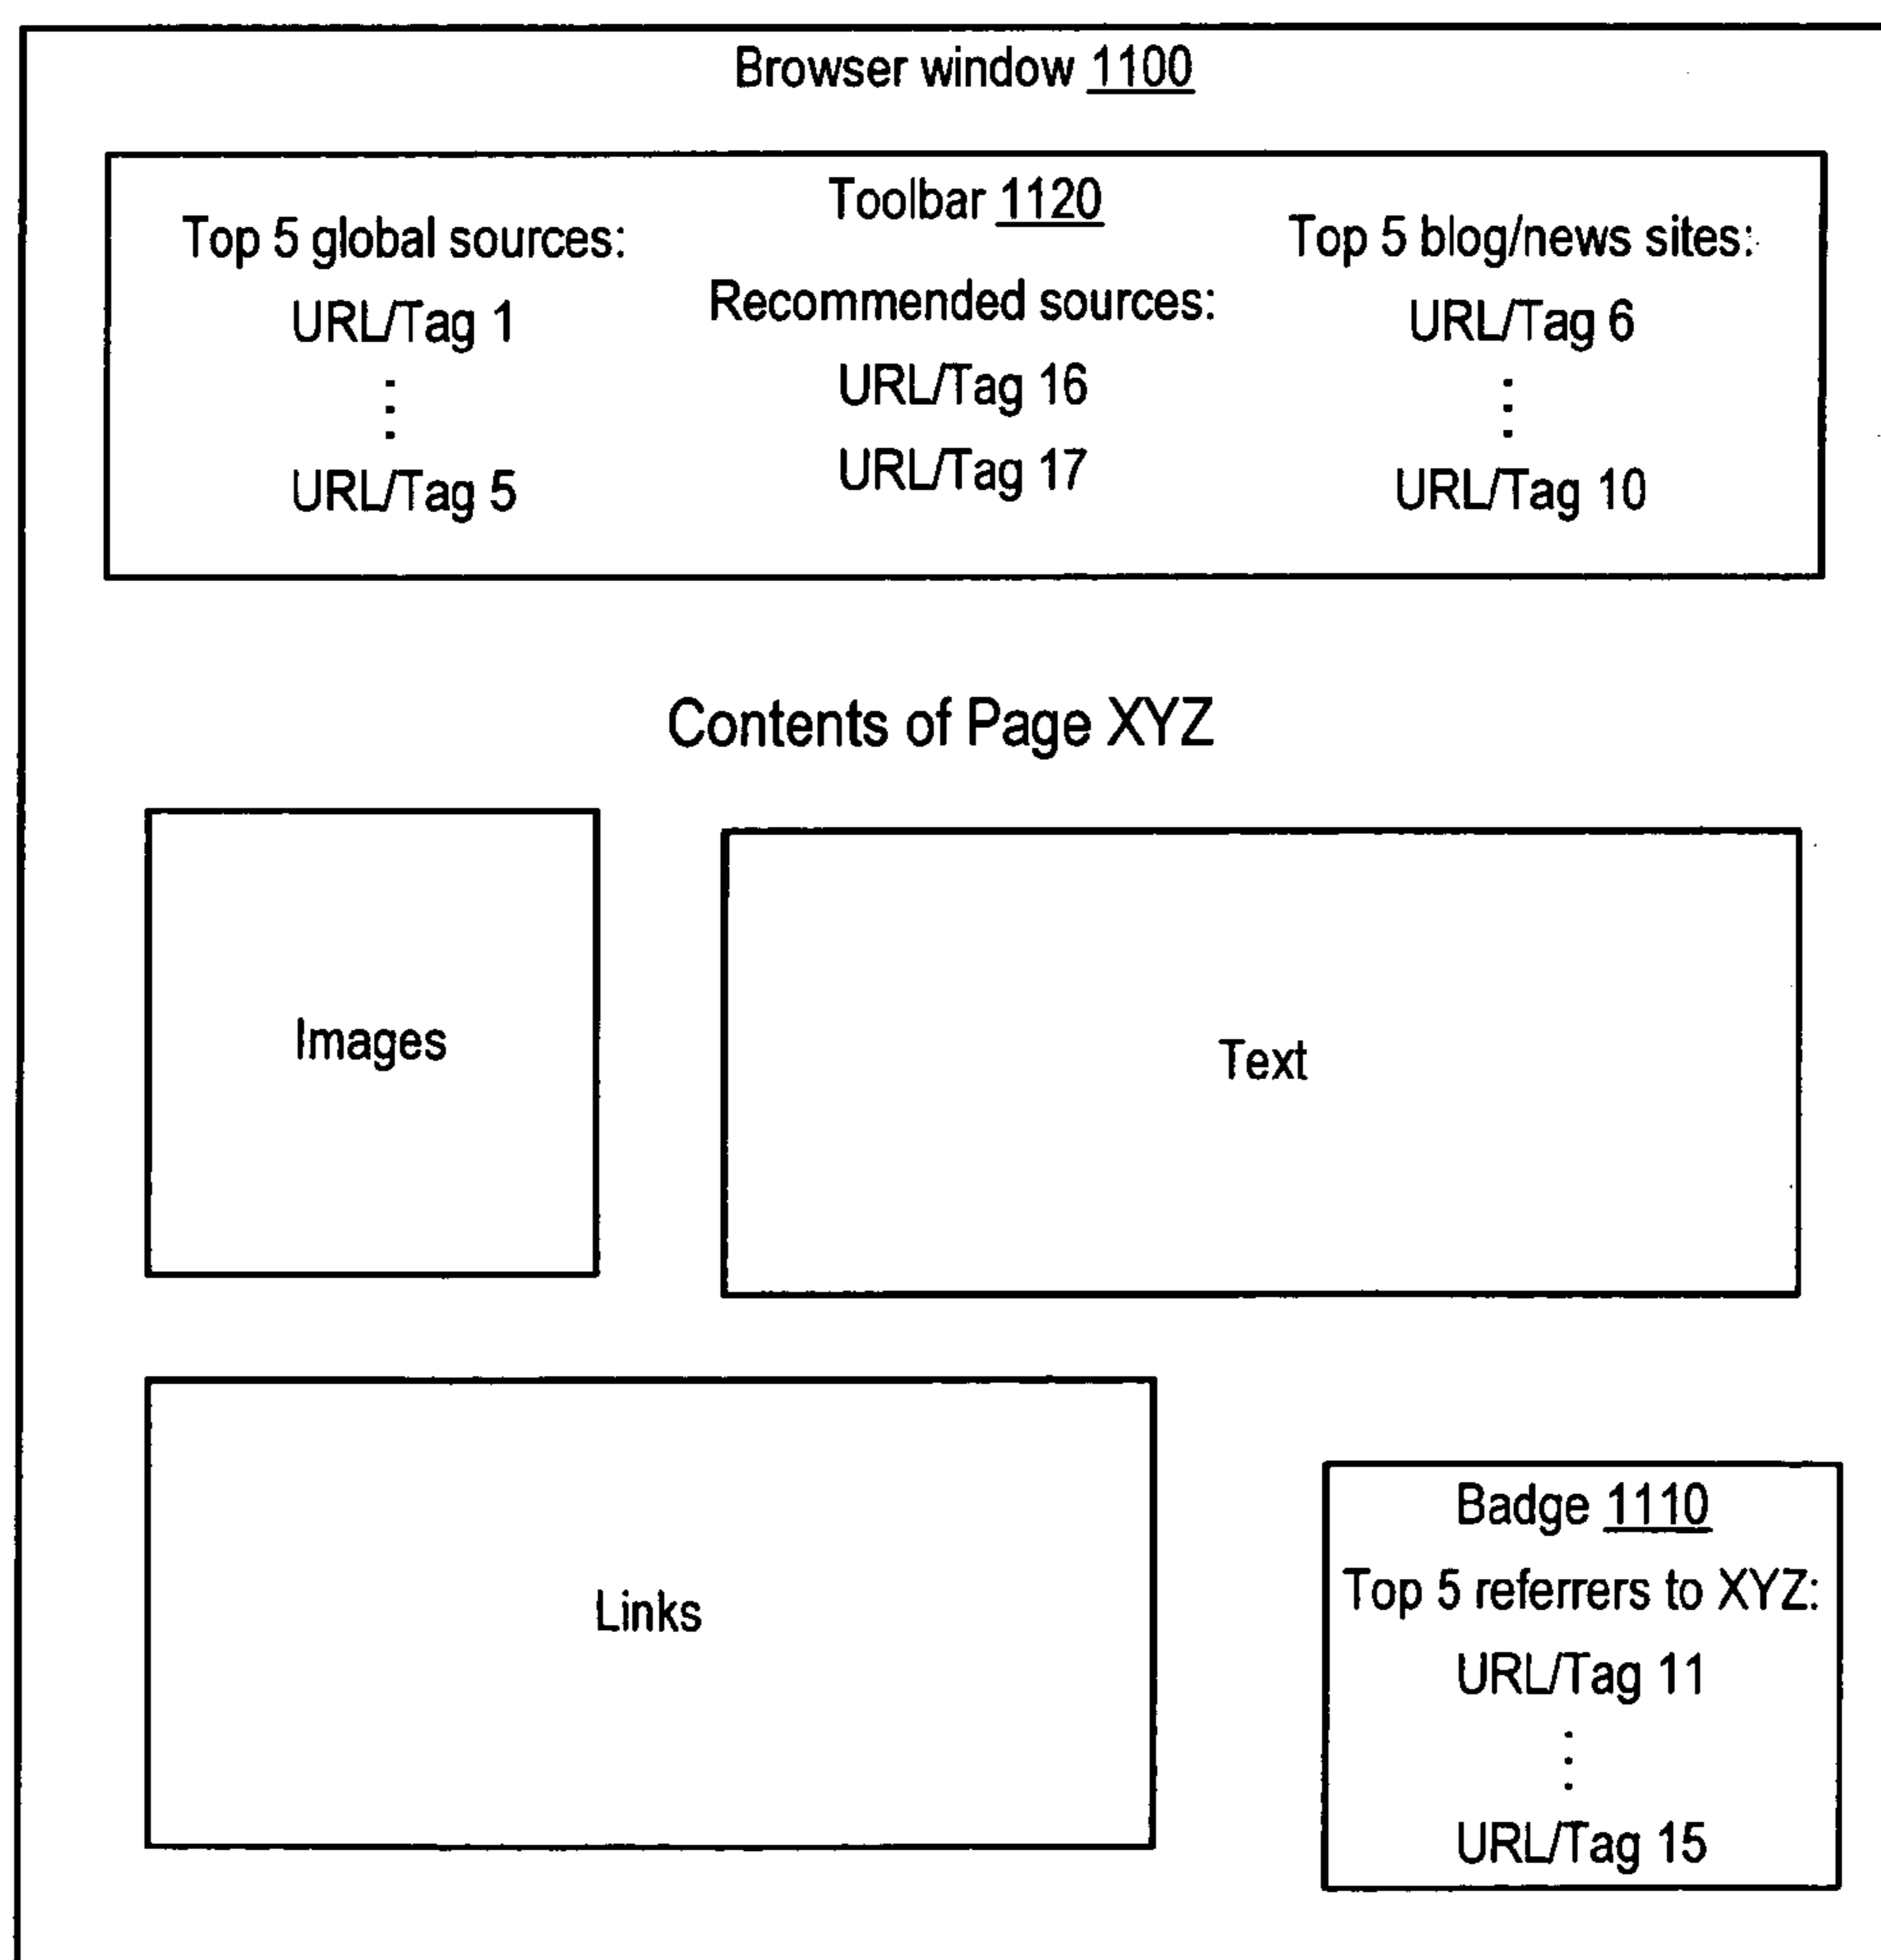 Browser window 1100
Toolbar 1120
Top 5 global sources:
URL/Tag 1
URL/Tag 5
Recommended sources:
URL/Tag 16
URL/Tag 17
Top 5 blog/news sites:
URL/Tag 6
URL/Tag 10
Contents of Page XYZ
Images
Text
Links
Badge 1110
Top 5 referrers to XYZ:
URL/Tag 11
URL/Tag 15